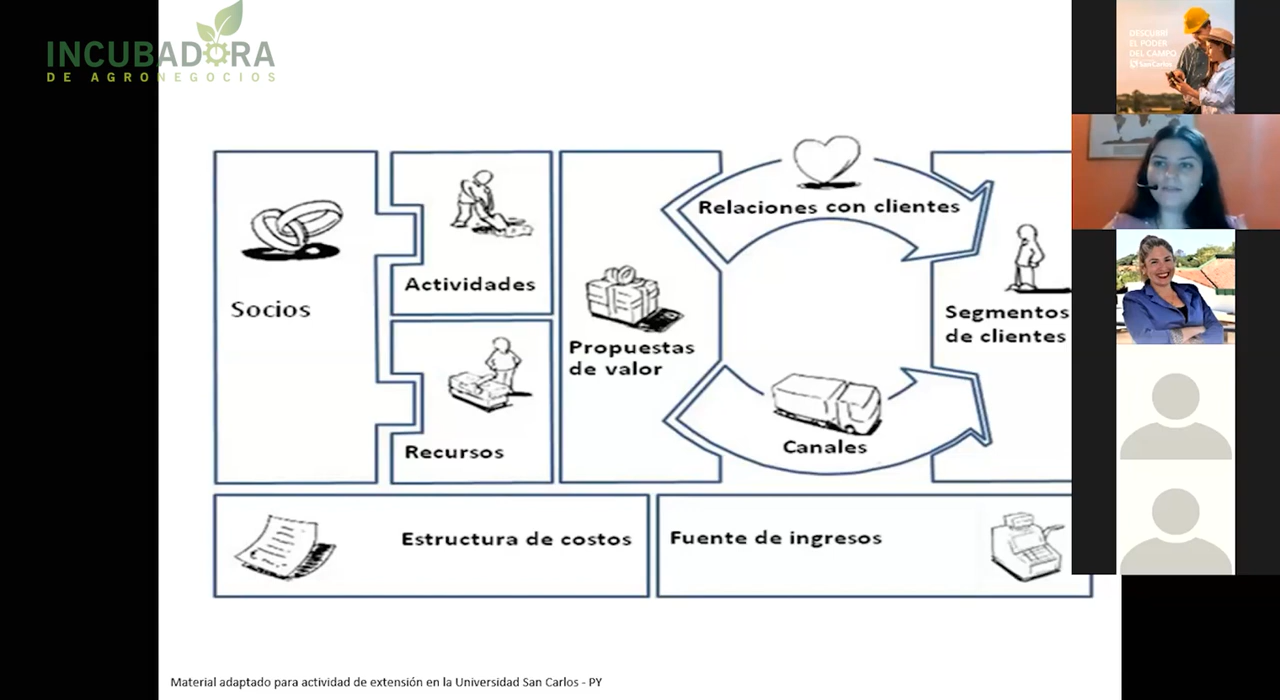 INCUBADORA
DE AGRONEGOCIOS
DESCUBRÍ
EL PODER
DEL CAMPO
SanCarlos
Relaciones con clientes
Actividades
Socios
Segmentos
de clientes
Propuestas
de valor
Canales
Recursos
Estructura de costos
Fuente de ingresos
Material adaptado para actividad de extensión en la Universidad San Carlos - PY